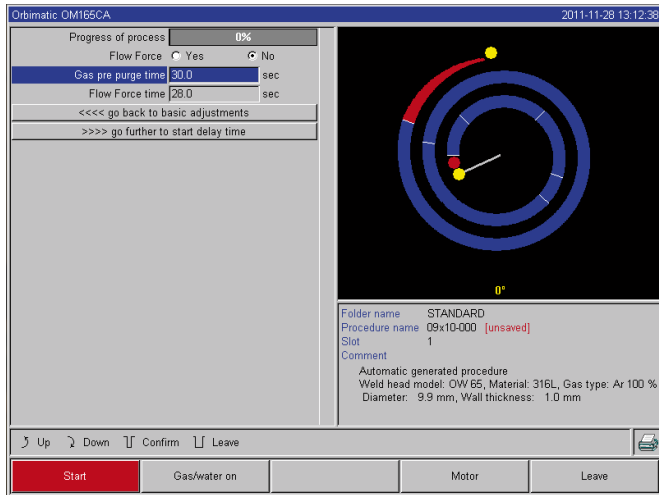 Orbimatic OM165CA 2011-11-28 13:12:38
Progress of process 0%
Flow Force Yes No
Gas pre purge time 30.0 sec
Flow Force time 28.0 sec
<<<< go back to basic adjustments
>>>> go further to start delay time
0°
Folder name STANDARD
Procedure name 09x10-000 [unsaved]
Slot 1
Comment
Automatic generated procedure
Weld head model: OW 65, Material: 316L, Gas type: Ar 100 %
Diameter: 9.9 mm, Wall thickness: 1.0 mm
Up Down Confirm Leave
Start Gas/water on Motor Leave